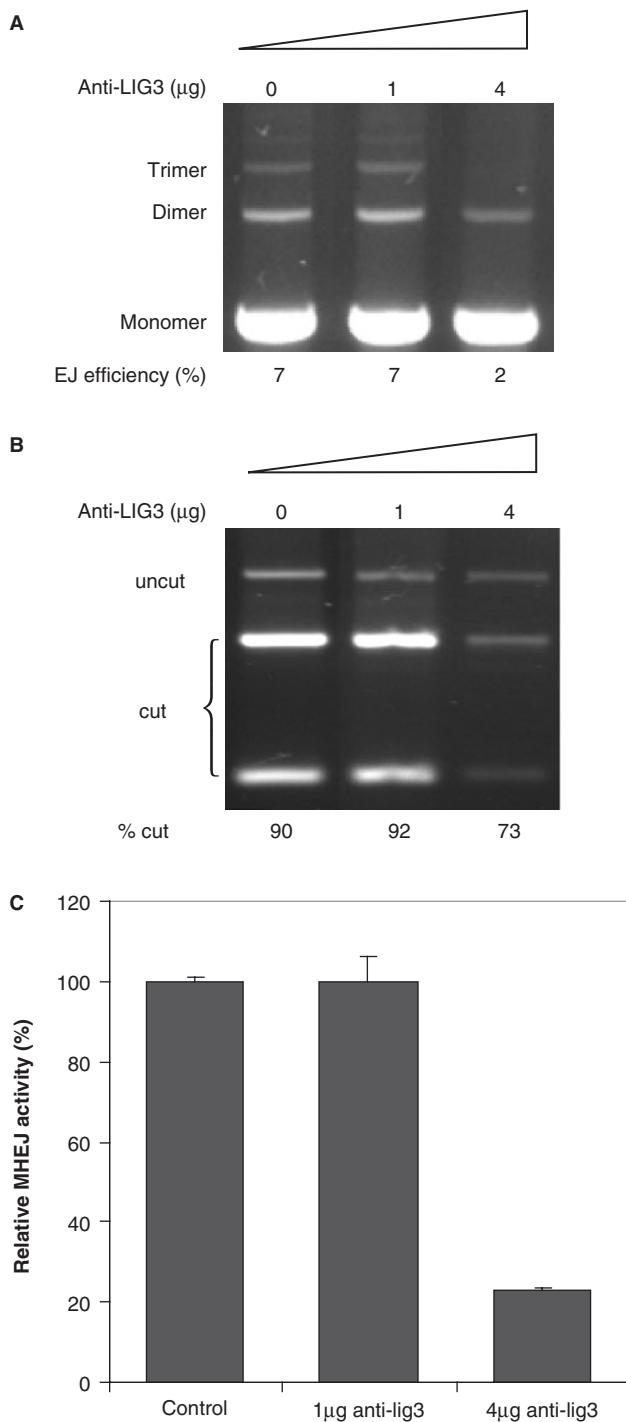 A
Anti-LIG3 (μg) 0 1 4
Trimer
Dimer
Monomer
EJ efficiency (%) 7 7 2
B
Anti-LIG3 (μg) 0 1 4
uncut
cut
% cut 90 92 73
C
120
100
80
60
40
20
0
Relative MHEJ activity (%)
Control 1μg anti-lig3 4μg anti-lig3